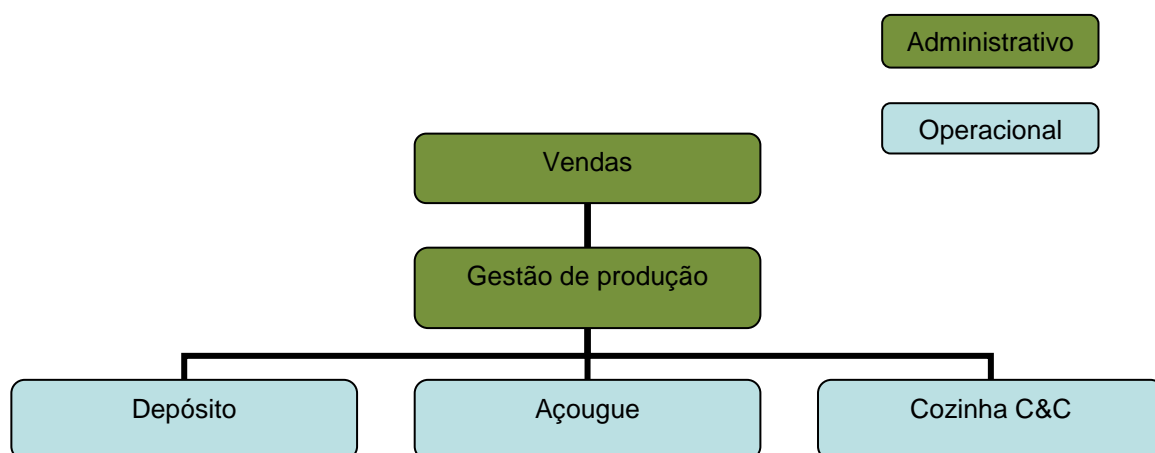 Administrativo
Operacional
Vendas
Gestão de produção
Depósito
Açougue
Cozinha C&C